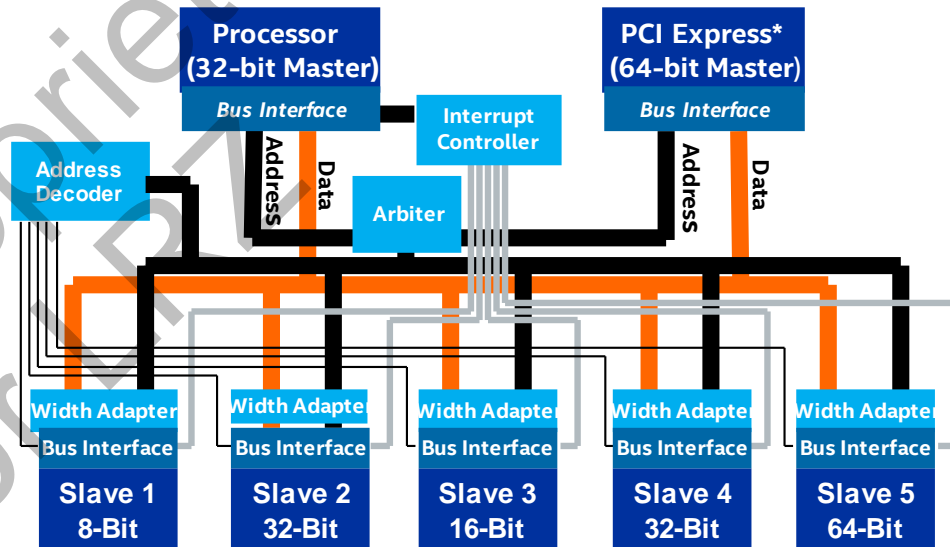 Processor
(32-bit Master)
Bus Interface
PCI Express*
(64-bit Master)
Bus Interface
Interrupt
Controller
Address
Decoder
Address
Data
Arbiter
Address
Data
Width Adapter
Bus Interface
Slave 1
8-Bit
Width Adapter
Bus Interface
Slave 2
32-Bit
Width Adapter
Bus Interface
Slave 3
16-Bit
Width Adapter
Bus Interface
Slave 4
32-Bit
Width Adapter
Bus Interface
Slave 5
64-Bit
LRZ